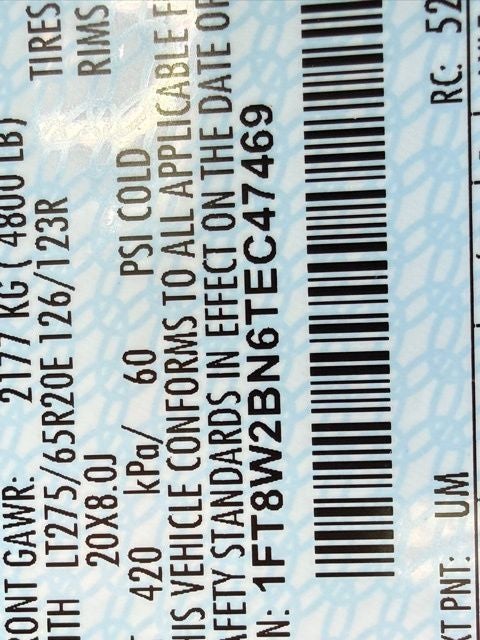 RONT GAWR: 2177 KG ( 4800 LB)
ITH LT275/65R20E 126/123R TIRES
20X8.0J RIMS
420 kPa/ 60 PSI COLD
HIS VEHICLE CONFORMS TO ALL APPLICABLE F
AFETY STANDARDS IN EFFECT ON THE DATE OF
N: 1FT8W2BN6TEC47469
XT PNT: UM RC: 52